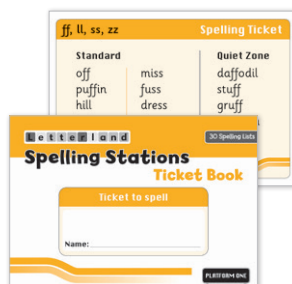 ff, ll, ss, zz Spelling Ticket
Standard Quiet Zone
off miss daffodil
puffin fuss stuff
hill dress gruff
Letterland 30 Spelling Lists
Spelling Stations
Ticket Book
Ticket to spell
Name:
PLATFORM ONE